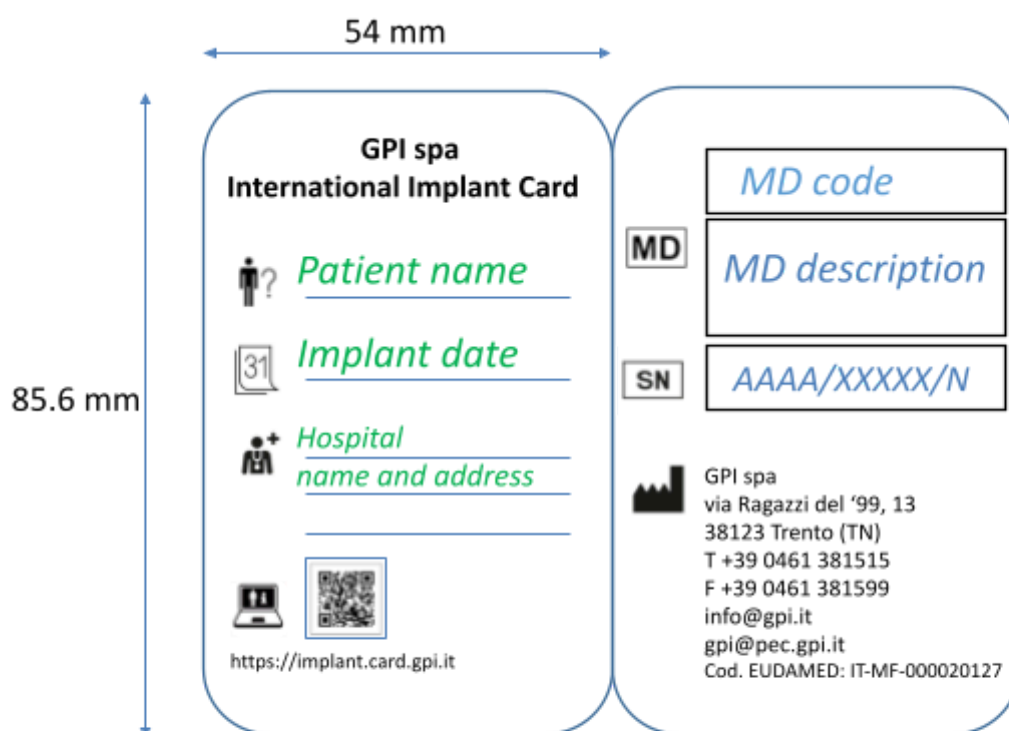 54 mm
85.6 mm
GPI spa
International Implant Card
?
Patient name
31
Implant date
Hospital
name and address
https://implant.card.gpi.it
MD code
MD
MD description
SN
AAAA/XXXXX/N
GPI spa
via Ragazzi del ‘99, 13
38123 Trento (TN)
T +39 0461 381515
F +39 0461 381599
info@gpi.it
gpi@pec.gpi.it
Cod. EUDAMED: IT-MF-000020127